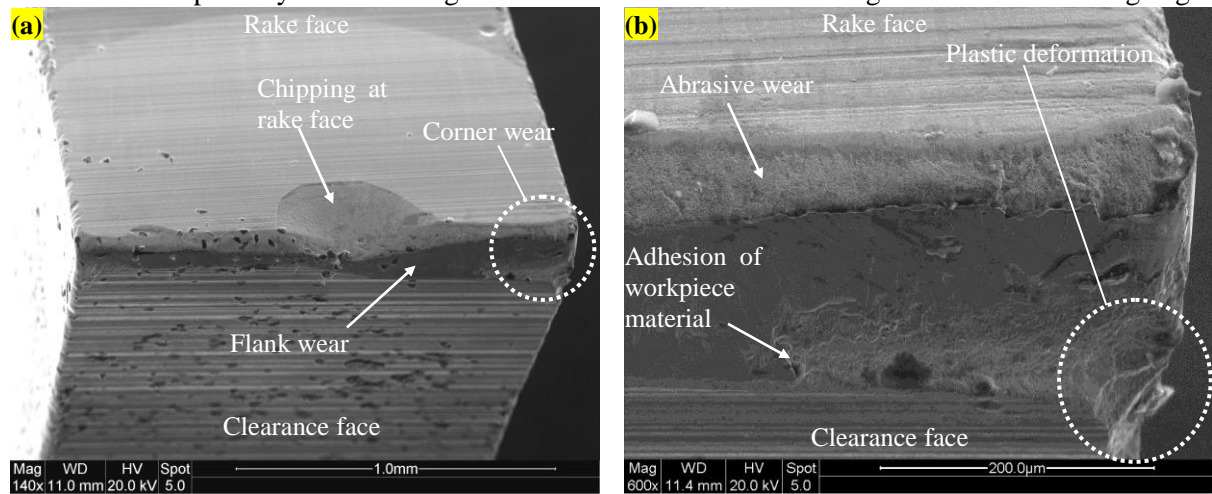 (a)
Rake face
Chipping at
rake face
Corner wear
Flank wear
Clearance face
Mag WD HV Spot
140x 11.0 mm 20.0 kV 5.0
1.0mm
(b)
Rake face
Plastic deformation
Abrasive wear
Adhesion of
workpiece
material
Clearance face
Mag WD HV Spot
600x 11.4 mm 20.0 kV 5.0
200.0µm